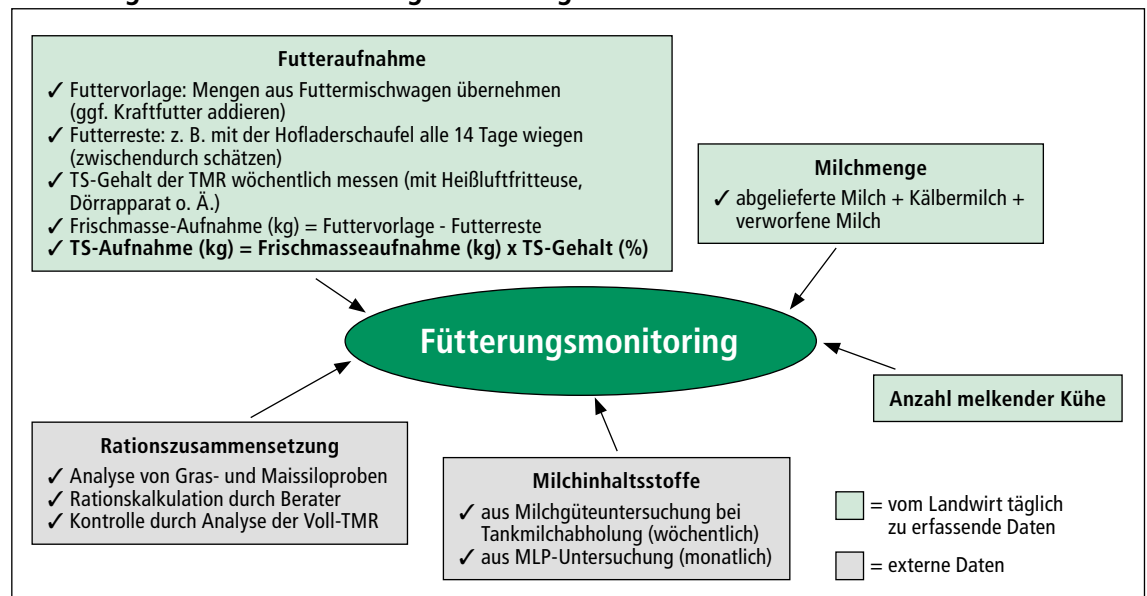 Futteraufnahme
✓ Futtervorlage: Mengen aus Futtermischwagen übernehmen
(ggf. Kraftfutter addieren)
✓ Futterreste: z. B. mit der Hofladerschaufel alle 14 Tage wiegen
(zwischendurch schätzen)
✓ TS-Gehalt der TMR wöchentlich messen (mit Heißluftfritteuse,
Dörrapparat o. Ä.)
✓ Frischmasse-Aufnahme (kg) = Futtervorlage - Futterreste
✓ TS-Aufnahme (kg) = Frischmasseaufnahme (kg) x TS-Gehalt (%)
Milchmenge
✓ abgelieferte Milch + Kälbermilch +
verworfene Milch
Fütterungsmonitoring
Anzahl melkender Kühe
Rationszusammensetzung
✓ Analyse von Gras- und Maissiloproben
✓ Rationskalkulation durch Berater
✓ Kontrolle durch Analyse der Voll-TMR
Milchinhaltsstoffe
✓ aus Milchgüteuntersuchung bei
Tankmilchabholung (wöchentlich)
✓ aus MLP-Untersuchung (monatlich)
= vom Landwirt täglich
zu erfassende Daten
= externe Daten